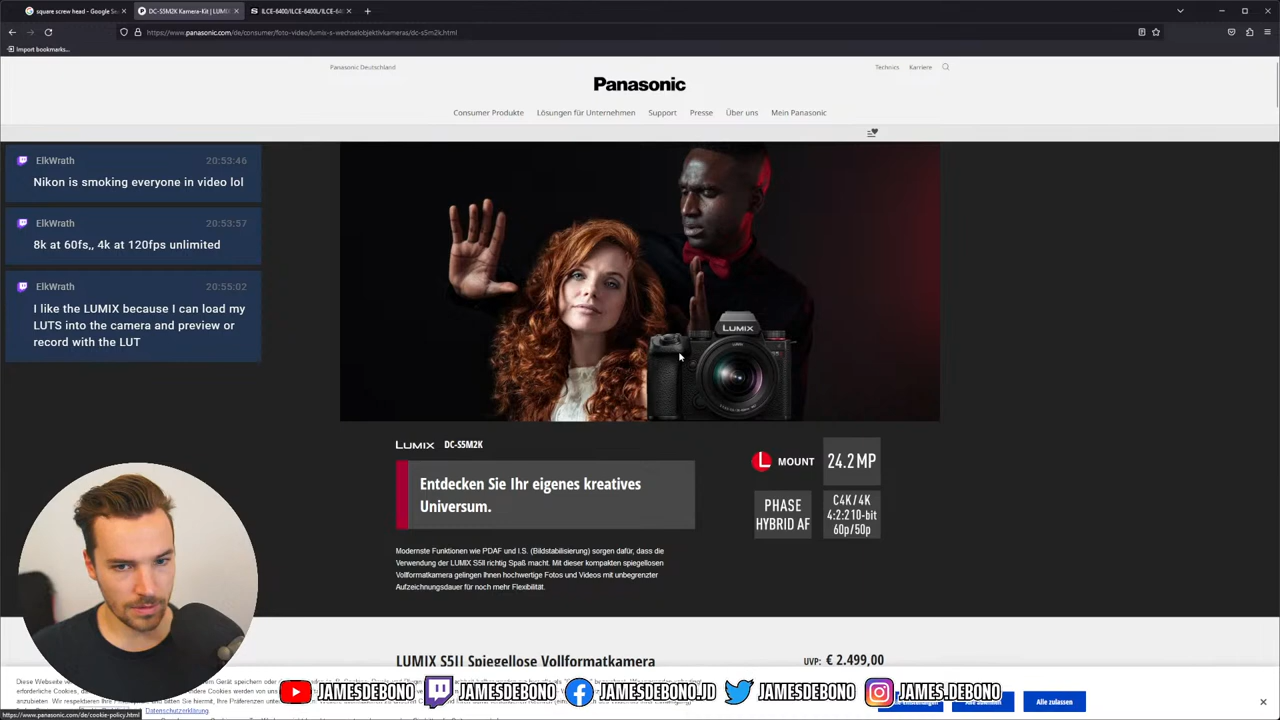 square screw head - Google Se
DC-S5M2K Kamera-Kit | LUMIX
ILCE-6400/ILCE-6400L/ILCE-64
https://www.panasonic.com/de/consumer/foto-video/lumix-s-wechselobjektivkameras/dc-s5m2k.html
Import bookmarks...
Panasonic Deutschland
Technics
Karriere
Panasonic
Consumer Produkte
Lösungen für Unternehmen
Support
Presse
Über uns
Mein Panasonic
ElkWrath
20:53:46
Nikon is smoking everyone in video lol
ElkWrath
20:53:57
8k at 60fs,, 4k at 120fps unlimited
ElkWrath
20:55:02
I like the LUMIX because I can load my
LUTS into the camera and preview or
record with the LUT
LUMIX
LUMIX DC-S5M2K
Entdecken Sie Ihr eigenes kreatives
Universum.
L MOUNT
24.2MP
PHASE
HYBRID AF
C4K/4K
4:2:2 10-bit
60p/50p
Modernste Funktionen wie PDAF und I.S. (Bildstabilisierung) sorgen dafür, dass die
Verwendung der LUMIX S5II richtig Spaß macht. Mit dieser kompakten spiegellosen
Vollformatkamera gelingen Ihnen hochwertige Fotos und Videos mit unbegrenzter
Aufzeichnungsdauer für noch mehr Flexibilität.
LUMIX S5II Spiegellose Vollformatkamera
UVP: € 2.499,00
Diese Webseite
Datenschutzerklärung
Alle zulassen
JAMESDEBONO
JAMESDEBONO
JAMESDEBONO.JD
JAMESDEBONO
JAMES.DEBONO
https://www.panasonic.com/de/cookie-policy.html